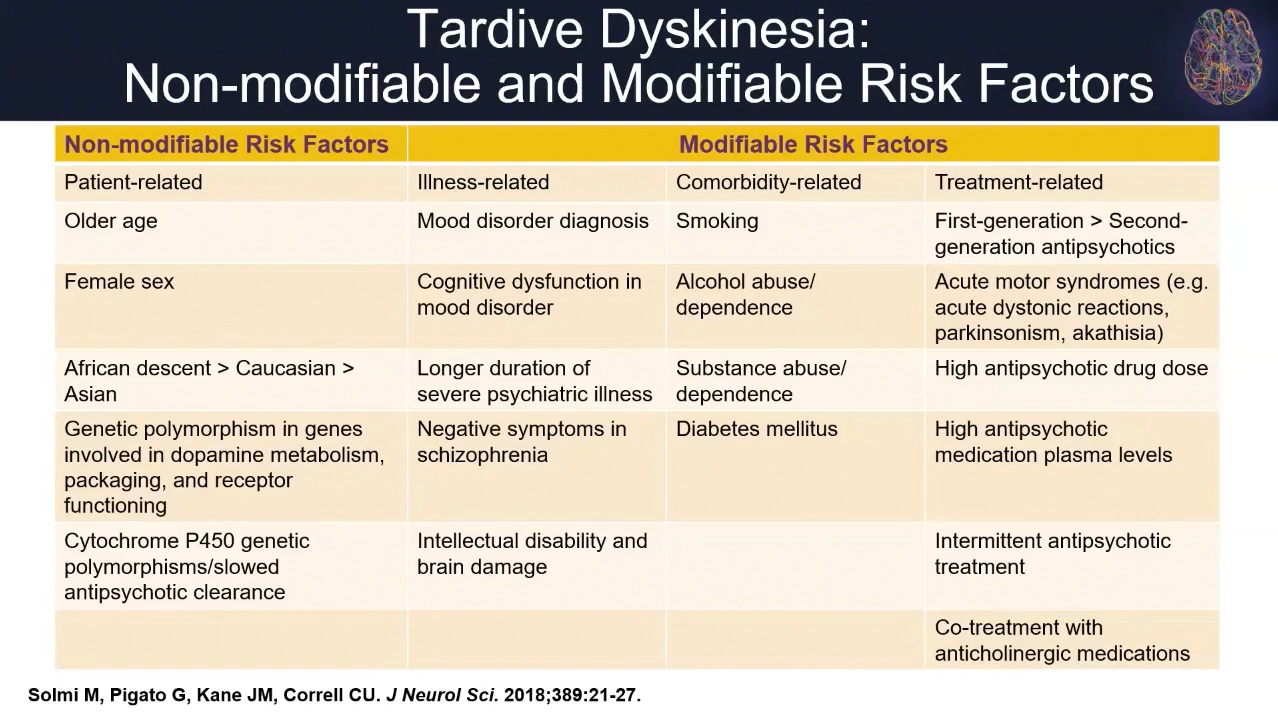 Tardive Dyskinesia:
Non-modifiable and Modifiable Risk Factors
Non-modifiable Risk Factors
Modifiable Risk Factors
Patient-related
Illness-related
Comorbidity-related
Treatment-related
Older age
Mood disorder diagnosis
Smoking
First-generation > Second-
generation antipsychotics
Female sex
Cognitive dysfunction in
mood disorder
Alcohol abuse/
dependence
Acute motor syndromes (e.g.
acute dystonic reactions,
parkinsonism, akathisia)
African descent > Caucasian >
Asian
Longer duration of
severe psychiatric illness
Substance abuse/
dependence
High antipsychotic drug dose
Genetic polymorphism in genes
involved in dopamine metabolism,
packaging, and receptor
functioning
Negative symptoms in
schizophrenia
Diabetes mellitus
High antipsychotic
medication plasma levels
Cytochrome P450 genetic
polymorphisms/slowed
antipsychotic clearance
Intellectual disability and
brain damage
Intermittent antipsychotic
treatment
Co-treatment with
anticholinergic medications
Solmi M, Pigato G, Kane JM, Correll CU. J Neurol Sci. 2018;389:21-27.